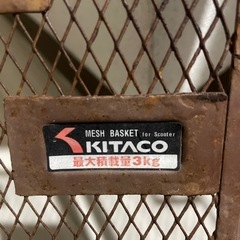 MESH BASKET for Scooter
KITACO
最大積載量3kg